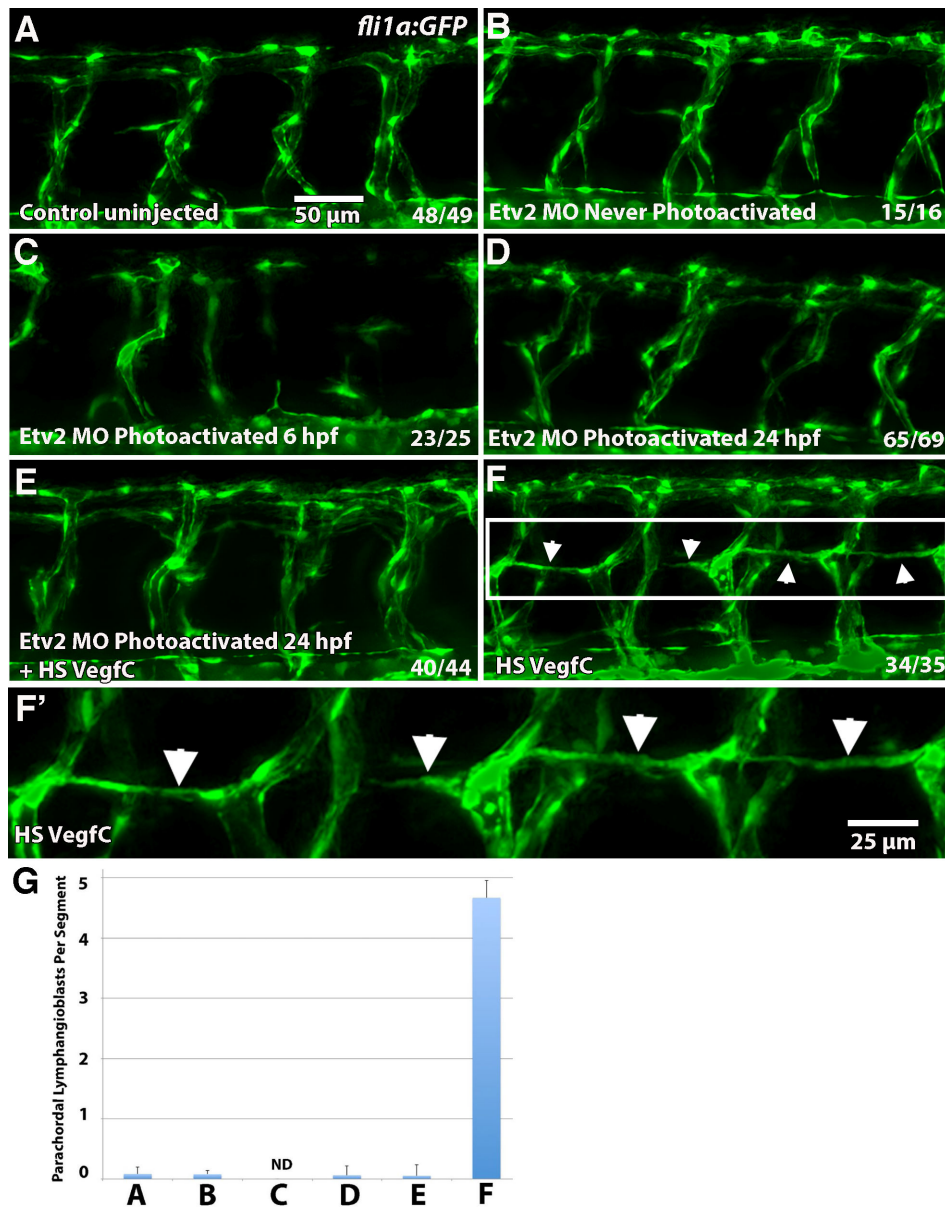 A
fli1a:GFP
Control uninjected
50 µm
48/49
B
Etv2 MO Never Photoactivated
15/16
C
Etv2 MO Photoactivated 6 hpf
23/25
D
Etv2 MO Photoactivated 24 hpf
65/69
E
Etv2 MO Photoactivated 24 hpf
+ HS VegfC
40/44
F
HS VegfC
34/35
F’
HS VegfC
25 µm
G
Parachordal Lymphangioblasts Per Segment
5
4
3
2
1
0
ND
A B C D E F